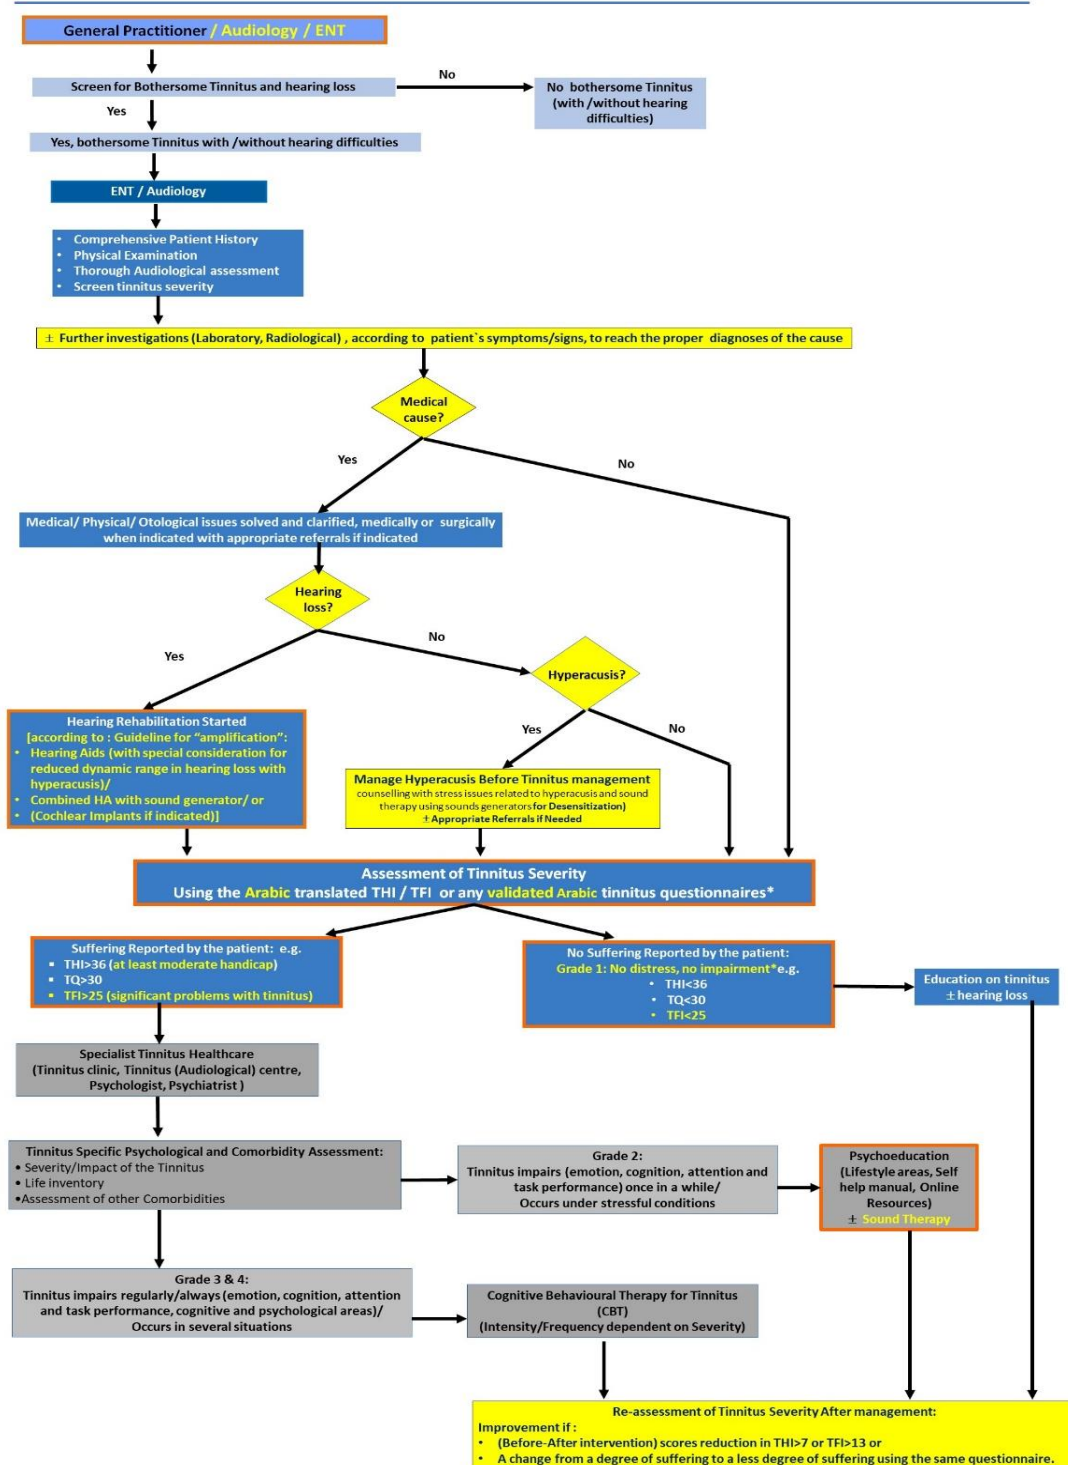 General Practitioner / Audiology / ENT
Screen for Bothersome Tinnitus and hearing loss
No
No bothersome Tinnitus
(with /without hearing
difficulties)
Yes
Yes, bothersome Tinnitus with /without hearing difficulties
ENT / Audiology
• Comprehensive Patient History
• Physical Examination
• Thorough Audiological assessment
• Screen tinnitus severity
± Further investigations (Laboratory, Radiological) , according to patient`s symptoms/signs, to reach the proper diagnoses of the cause
Medical
cause?
Yes
No
Medical/ Physical/ Otological issues solved and clarified, medically or surgically
when indicated with appropriate referrals if indicated
Hearing
loss?
Yes
No
Hyperacusis?
Yes
No
Hearing Rehabilitation Started
[according to : Guideline for “amplification”:
• Hearing Aids (with special consideration for
reduced dynamic range in hearing loss with
hyperacusis)/
• Combined HA with sound generator/ or
• (Cochlear Implants if indicated)]
Manage Hyperacusis Before Tinnitus management
counselling with stress issues related to hyperacusis and sound
therapy using sounds generators for Desensitization)
± Appropriate Referrals if Needed
Assessment of Tinnitus Severity
Using the Arabic translated THI / TFI or any validated Arabic tinnitus questionnaires*
Suffering Reported by the patient: e.g.
▪ THI>36 (at least moderate handicap)
▪ TQ>30
▪ TFI>25 (significant problems with tinnitus)
No Suffering Reported by the patient:
Grade 1: No distress, no impairment*e.g.
• THI<36
• TQ<30
• TFI<25
Education on tinnitus
± hearing loss
Specialist Tinnitus Healthcare
(Tinnitus clinic, Tinnitus (Audiological) centre,
Psychologist, Psychiatrist )
Tinnitus Specific Psychological and Comorbidity Assessment:
• Severity/Impact of the Tinnitus
• Life inventory
•Assessment of other Comorbidities
Grade 2:
Tinnitus impairs (emotion, cognition, attention and
task performance) once in a while/
Occurs under stressful conditions
Psychoeducation
(Lifestyle areas, Self
help manual, Online
Resources)
± Sound Therapy
Grade 3 & 4:
Tinnitus impairs regularly/always (emotion, cognition, attention
and task performance, cognitive and psychological areas)/
Occurs in several situations
Cognitive Behavioural Therapy for Tinnitus
(CBT)
(Intensity/Frequency dependent on Severity)
Re-assessment of Tinnitus Severity After management:
Improvement if :
• (Before-After intervention) scores reduction in THI>7 or TFI>13 or
• A change from a degree of suffering to a less degree of suffering using the same questionnaire.